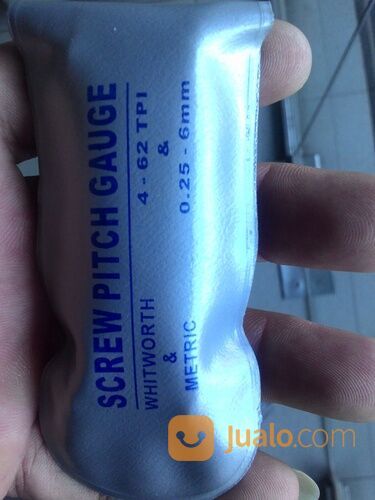 SCREW PITCH GAUGE
WHITWORTH 4 - 62 TPI
& &
METRIC 0.25 - 6mm
Jualo.com